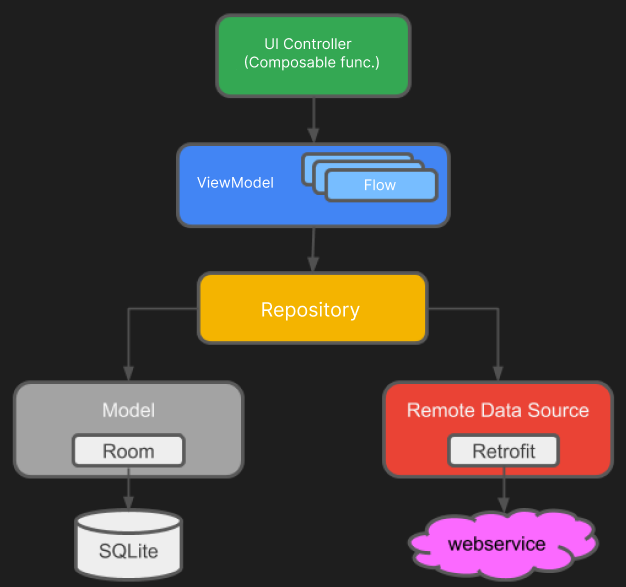 UI Controller
(Composable func.)
ViewModel
Flow
Repository
Model
Room
Remote Data Source
Retrofit
SQLite
webservice